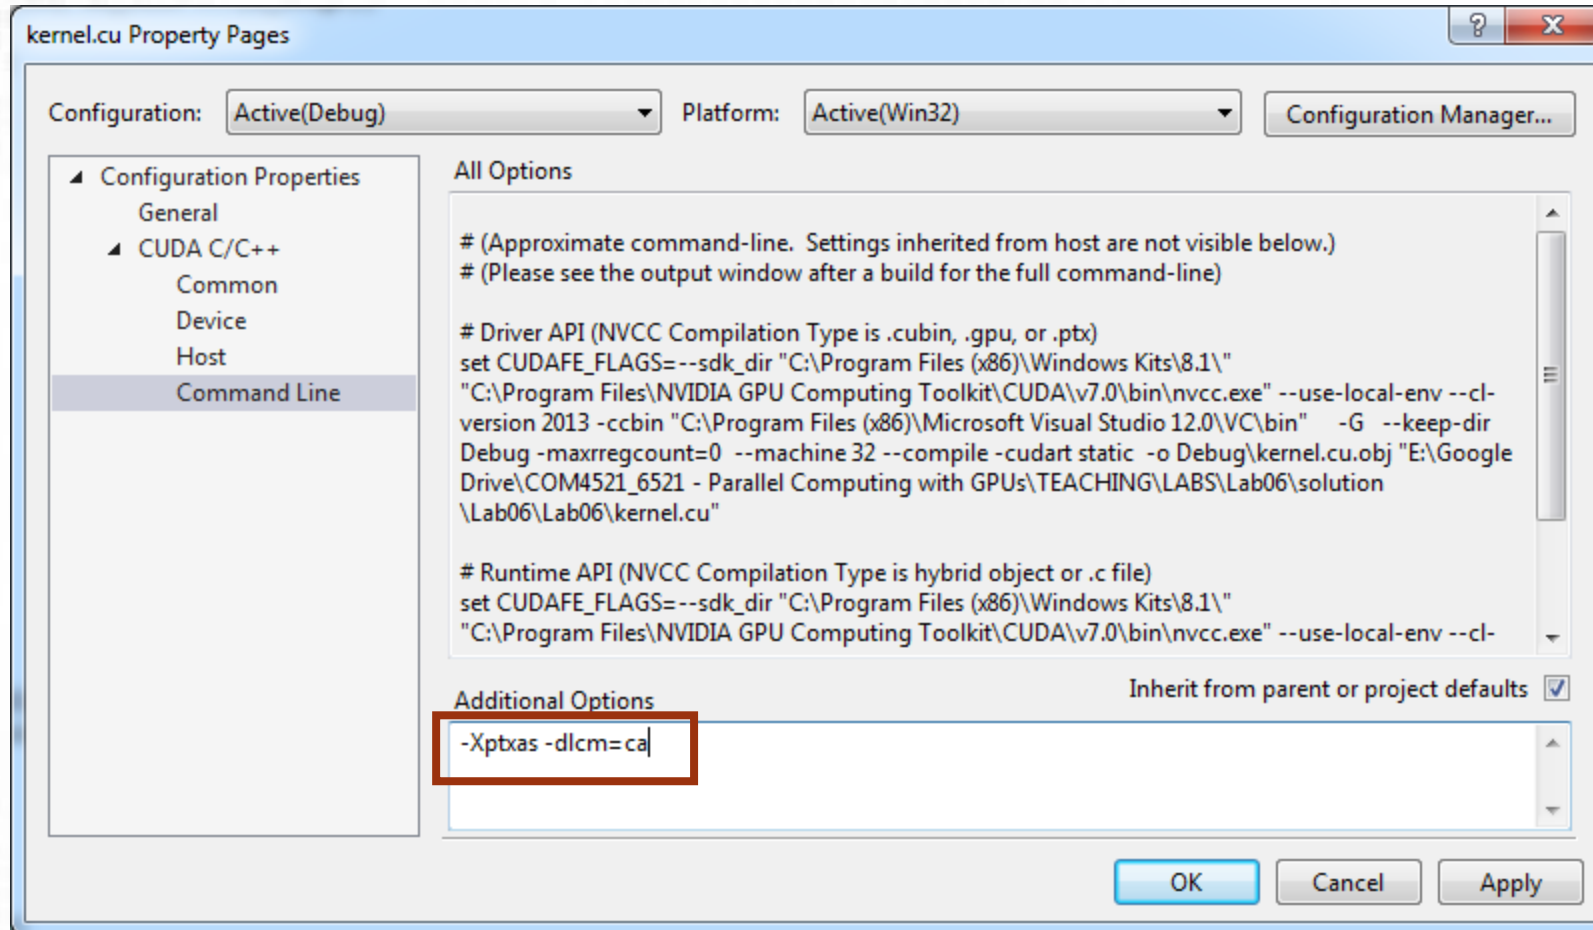 kernel.cu Property Pages
Configuration: Active(Debug) Platform: Active(Win32) Configuration Manager...
Configuration Properties
General
CUDA C/C++
Common
Device
Host
Command Line
All Options
# (Approximate command-line.  Settings inherited from host are not visible below.)
# (Please see the output window after a build for the full command-line)
# Driver API (NVCC Compilation Type is .cubin, .gpu, or .ptx)
set CUDAFE_FLAGS=--sdk_dir "C:\Program Files (x86)\Windows Kits\8.1\"
"C:\Program Files\NVIDIA GPU Computing Toolkit\CUDA\v7.0\bin\nvcc.exe" --use-local-env --cl-
version 2013 -ccbin "C:\Program Files (x86)\Microsoft Visual Studio 12.0\VC\bin"    -G   --keep-dir
Debug -maxrregcount=0  --machine 32 --compile -cudart static  -o Debug\kernel.cu.obj "E:\Google
Drive\COM4521_6521 - Parallel Computing with GPUs\TEACHING\LABS\Lab06\solution
\Lab06\Lab06\kernel.cu"
# Runtime API (NVCC Compilation Type is hybrid object or .c file)
set CUDAFE_FLAGS=--sdk_dir "C:\Program Files (x86)\Windows Kits\8.1\"
"C:\Program Files\NVIDIA GPU Computing Toolkit\CUDA\v7.0\bin\nvcc.exe" --use-local-env --cl-
Additional Options
Inherit from parent or project defaults
-Xptxas -dlcm=ca
OK Cancel Apply